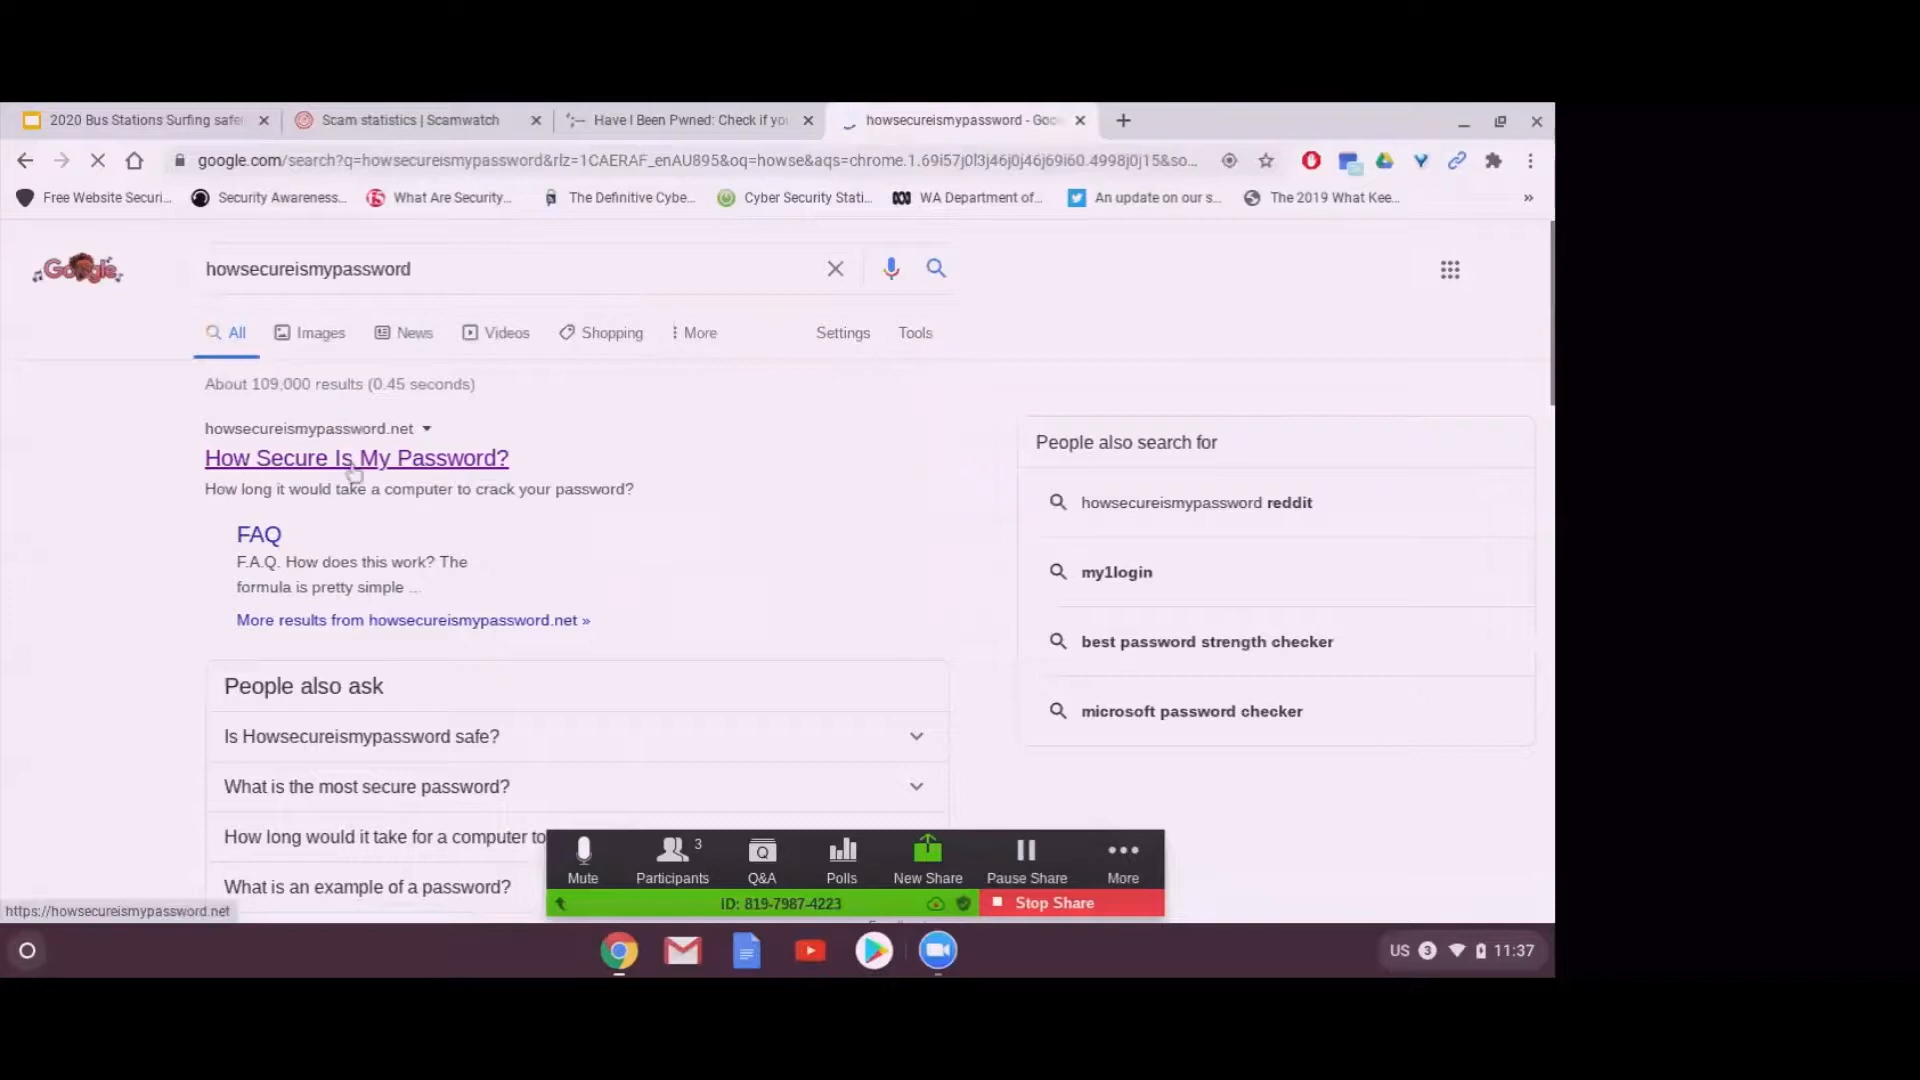 2020 Bus Stations Surfing safe
Scam statistics | Scamwatch
Have I Been Pwned: Check if yo
howsecureismypassword - Goo
google.com/search?q=howsecureismypassword&rlz=1CAERAF_enAU895&oq=howse&aqs=chrome.1.69i57j0l3j46j0j46j69i60.4998j0j15&so...
Free Website Securi...
Security Awareness...
What Are Security...
The Definitive Cybe...
Cyber Security Stati...
WA Department of...
An update on our s...
The 2019 What Kee...
»
Google
howsecureismypassword
All
Images
News
Videos
Shopping
More
Settings
Tools
About 109,000 results (0.45 seconds)
howsecureismypassword.net
How Secure Is My Password?
How long it would take a computer to crack your password?
FAQ
F.A.Q. How does this work? The
formula is pretty simple ...
More results from howsecureismypassword.net »
People also ask
Is Howsecureismypassword safe?
What is the most secure password?
How long would it take for a computer to
What is an example of a password?
People also search for
howsecureismypassword reddit
my1login
best password strength checker
microsoft password checker
Mute
Participants
3
Q&A
Polls
New Share
Pause Share
More
ID: 819-7987-4223
Stop Share
https://howsecureismypassword.net
US
3
11:37